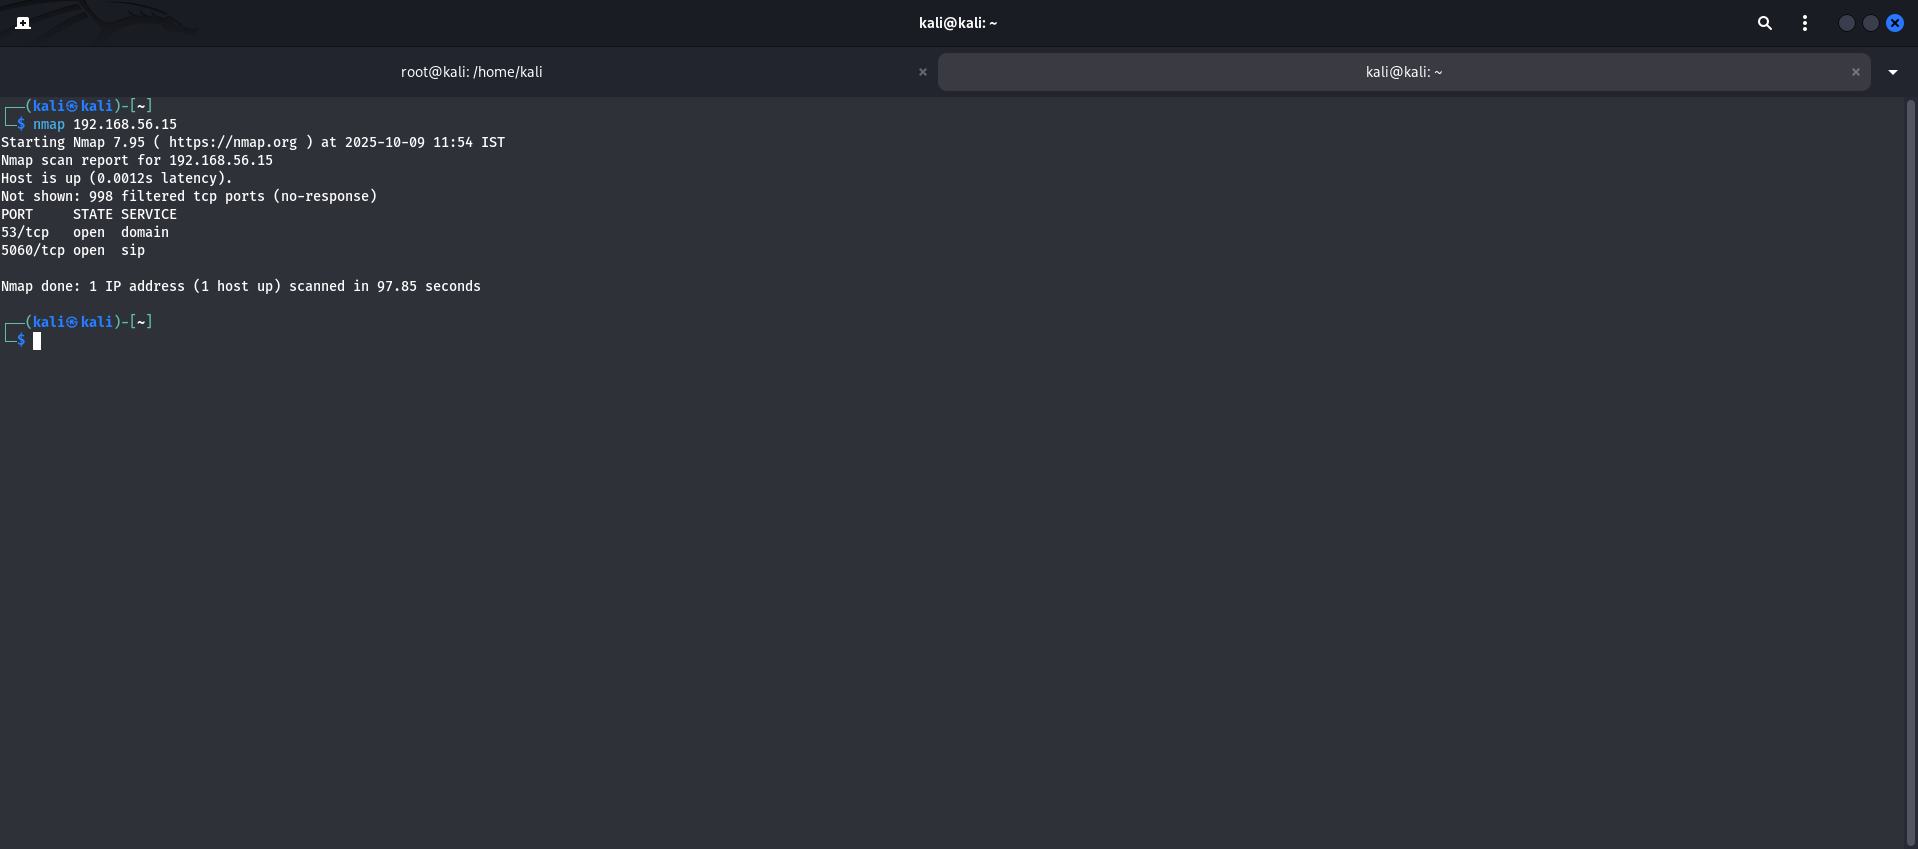 kali@kali: ~
root@kali: /home/kali
kali@kali: ~
┌──(kali㉿kali)-[~]
└─$ nmap 192.168.56.15
Starting Nmap 7.95 ( https://nmap.org ) at 2025-10-09 11:54 IST
Nmap scan report for 192.168.56.15
Host is up (0.0012s latency).
Not shown: 998 filtered tcp ports (no-response)
PORT     STATE SERVICE
53/tcp   open  domain
5060/tcp open  sip
Nmap done: 1 IP address (1 host up) scanned in 97.85 seconds
┌──(kali㉿kali)-[~]
└─$